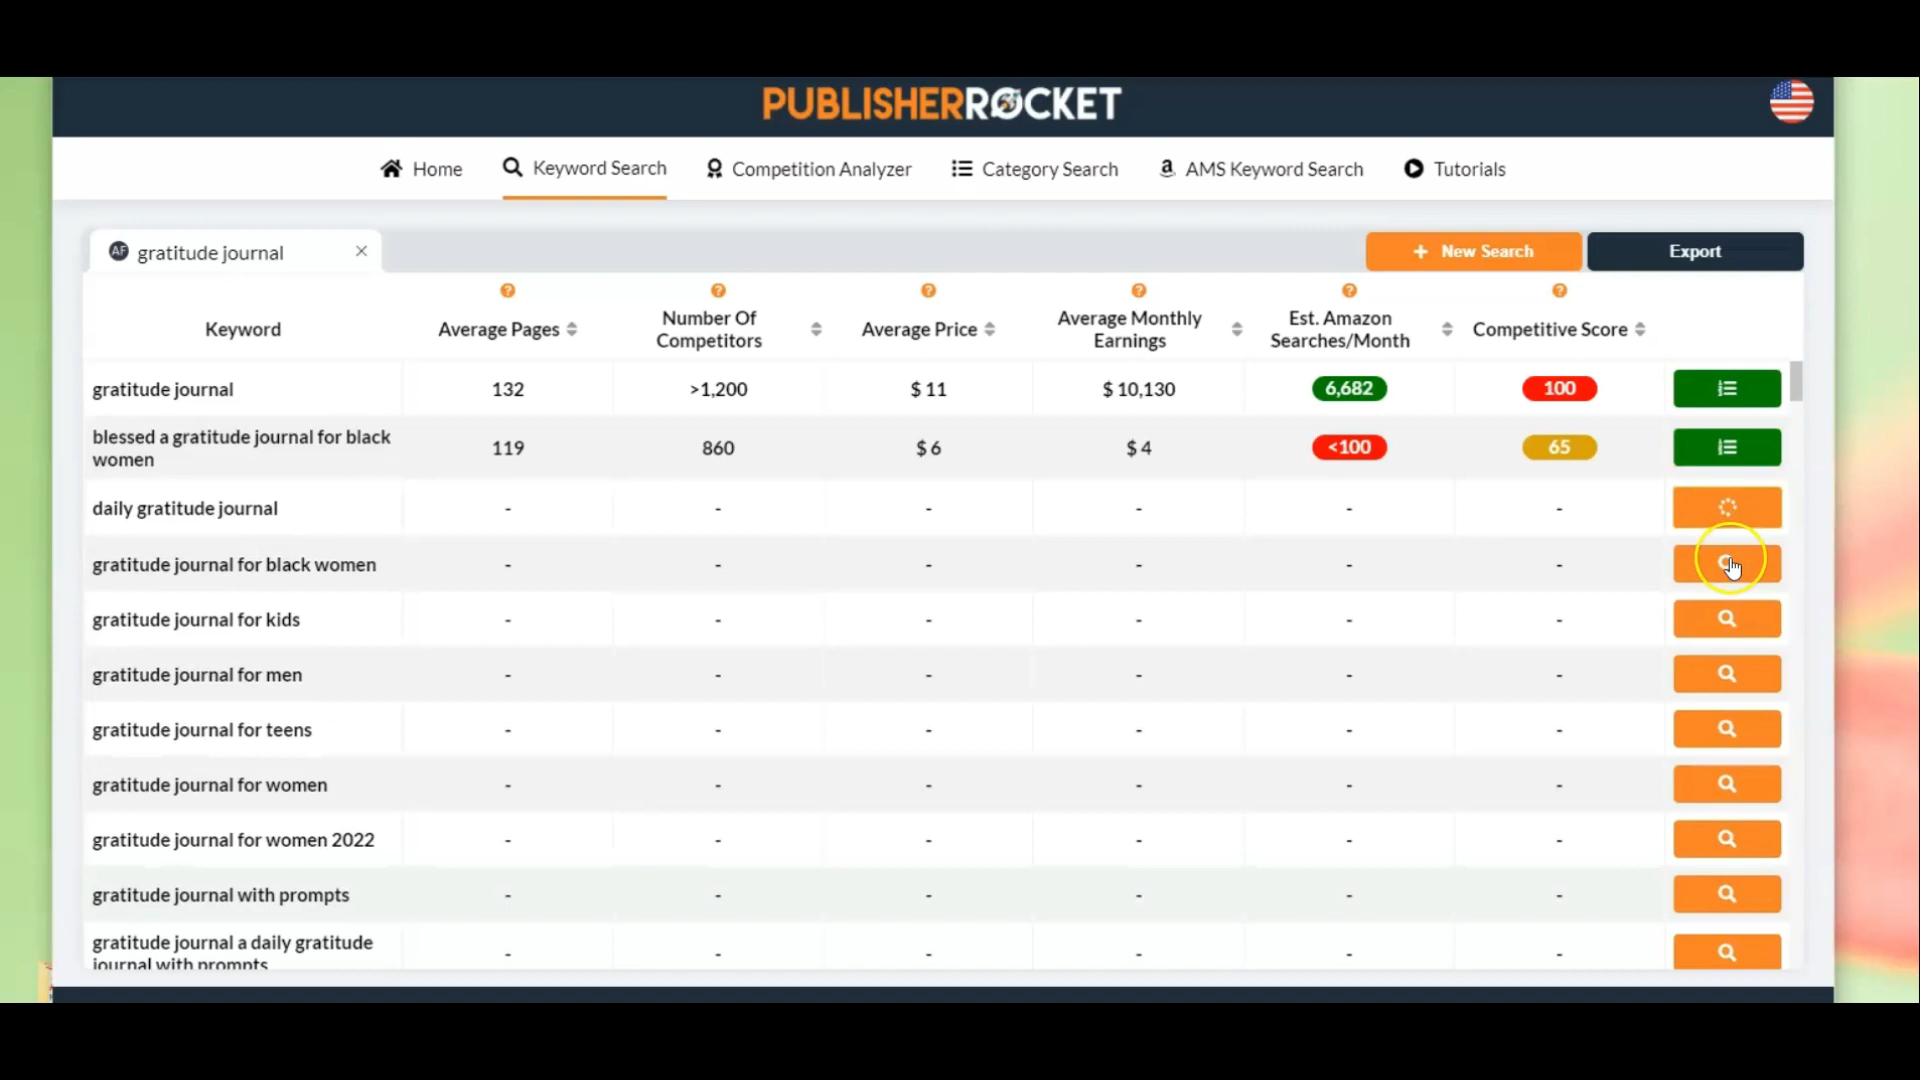 PUBLISHERROCKET
Home
Keyword Search
Competition Analyzer
Category Search
a AMS Keyword Search
Tutorials
AF gratitude journal
+ New Search
Export
? ? ? ? ? ?
Keyword
Average Pages
Number Of
Competitors
Average Price
Average Monthly
Earnings
Est. Amazon
Searches/Month
Competitive Score
gratitude journal 132 >1,200 $ 11 $ 10,130 6,682 100
blessed a gratitude journal for black
women
119 860 $ 6 $ 4 <100 65
daily gratitude journal - - - - - -
gratitude journal for black women - - - - - -
gratitude journal for kids - - - - - -
gratitude journal for men - - - - - -
gratitude journal for teens - - - - - -
gratitude journal for women - - - - - -
gratitude journal for women 2022 - - - - - -
gratitude journal with prompts - - - - - -
gratitude journal a daily gratitude
journal with prompts
- - - - - -